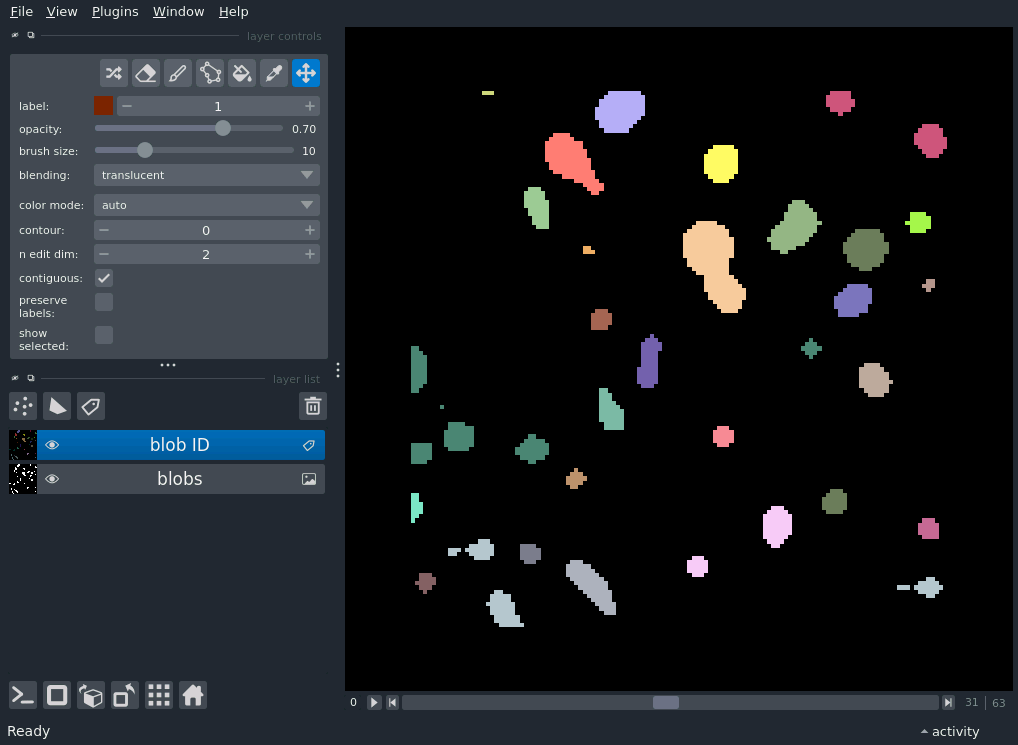 File View Plugins Window Help
layer controls
label: 1
opacity: 0.70
brush size: 10
blending: translucent
color mode: auto
contour: 0
n edit dim: 2
contiguous:
preserve
labels:
show
selected:
layer list
blob ID
blobs
0 31 | 63
Ready activity